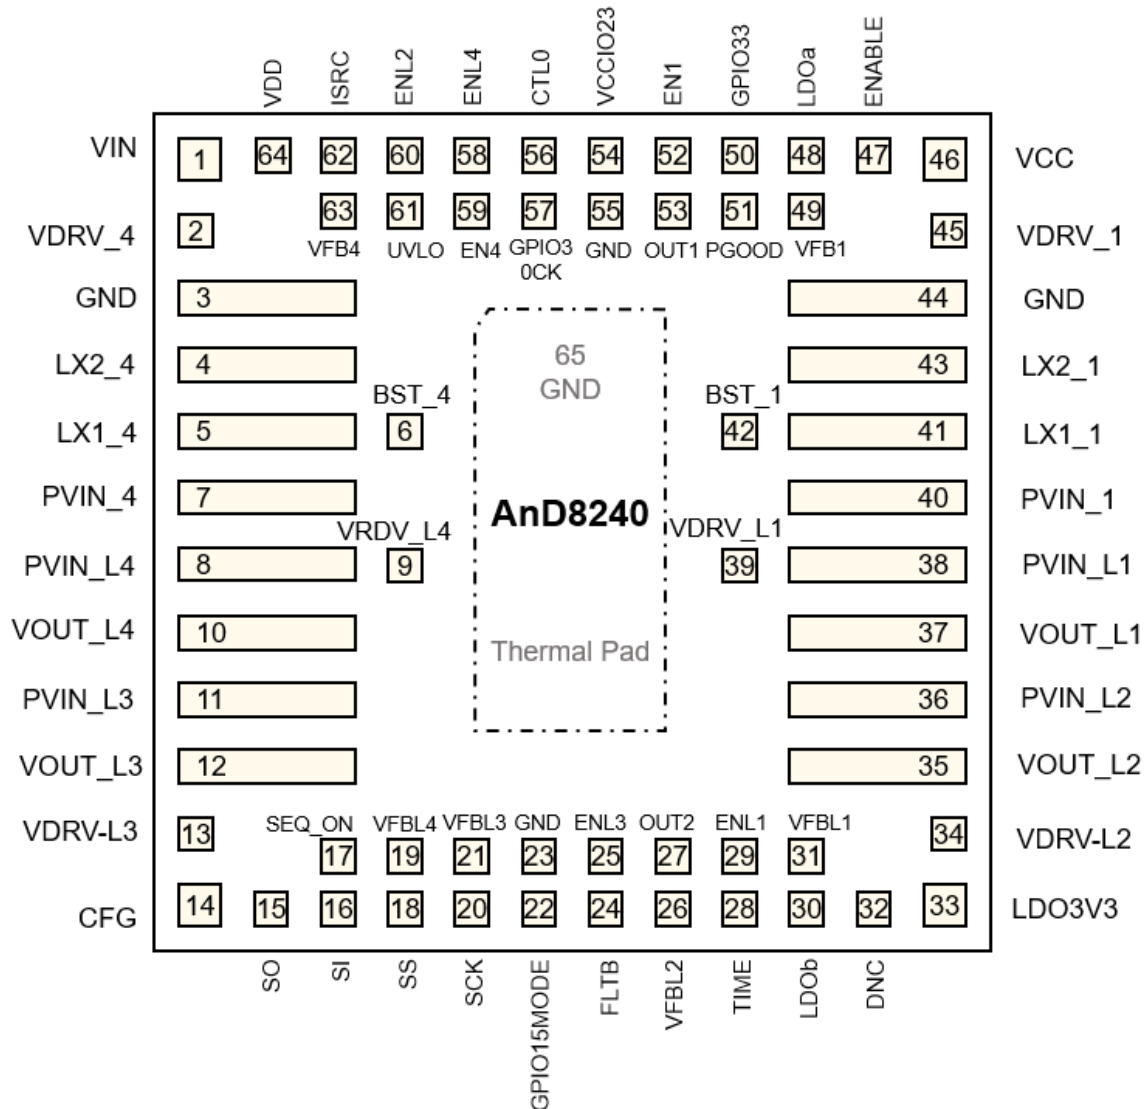 VDD ISRC ENL2 ENL4 CTL0 VCCIO23 EN1 GPIO33 LDOa ENABLE
VIN 1 64 62 60 58 56 54 52 50 48 47 46 VCC
VDRV_4 2 63 61 59 57 55 53 51 49 45 VDRV_1
VFB4 UVLO EN4 GPIO3 GND OUT1 PGOOD VFB1
0CK
GND 3 44 GND
65
GND
LX2_4 4 43 LX2_1
BST_4 BST_1
LX1_4 5 6 42 41 LX1_1
PVIN_4 7 40 PVIN_1
AnD8240
VRDV_L4 VDRV_L1
PVIN_L4 8 9 39 38 PVIN_L1
VOUT_L4 10 37 VOUT_L1
Thermal Pad
PVIN_L3 11 36 PVIN_L2
VOUT_L3 12 35 VOUT_L2
SEQ_ON VFBL4 VFBL3 GND ENL3 OUT2 ENL1 VFBL1
VDRV-L3 13 17 19 21 23 25 27 29 31 34 VDRV-L2
CFG 14 15 16 18 20 22 24 26 28 30 32 33 LDO3V3
SO SI SS SCK GPIO15MODE FLTB VFBL2 TIME LDOb DNC